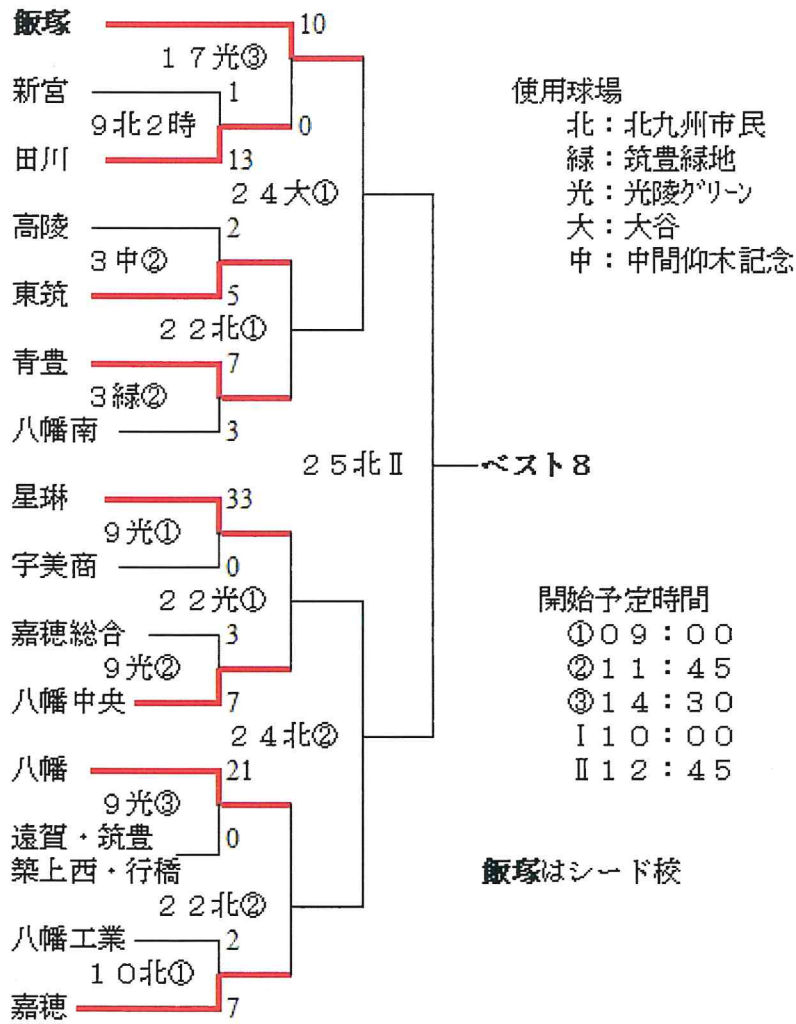 飯塚 10
17光③
新宮 1
9北2時 0
田川 13
24大①
高陵 2
3中②
東筑 5
22北①
青豊 7
3緑②
八幡南 3
25北Ⅱ ベスト8
星琳 33
9光①
宇美商 0
22光①
嘉穂総合 3
9光②
八幡中央 7
24北②
八幡 21
9光③
遠賀・筑豊 0
築上西・行橋
22北②
八幡工業 2
10北①
嘉穂 7
使用球場
北：北九州市民
緑：筑豊緑地
光：光陵グリーン
大：大谷
中：中間仰木記念
開始予定時間
①09：00
②11：45
③14：30
Ⅰ10：00
Ⅱ12：45
飯塚はシード校